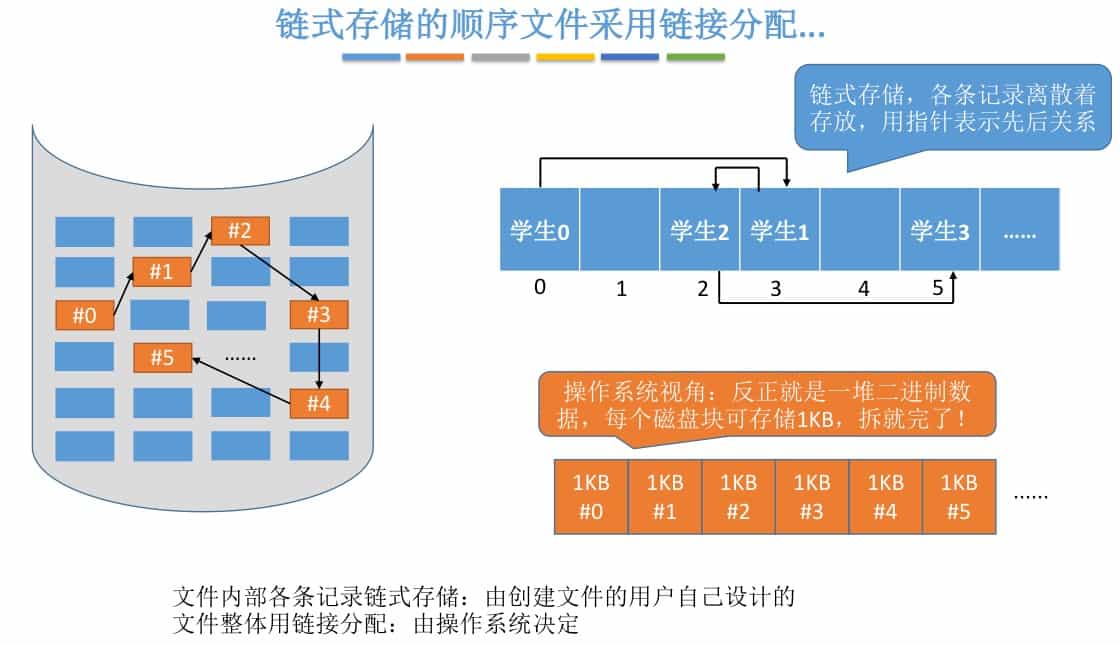 链式存储的顺序文件采用链接分配...
链式存储，各条记录离散着
存放，用指针表示先后关系
学生0
学生2
学生1
学生3
……
0
1
2
3
4
5
#2
#1
#0
#3
#5
……
#4
操作系统视角：反正就是一堆二进制数
据，每个磁盘块可存储1KB，拆就完了！
1KB
#0
1KB
#1
1KB
#2
1KB
#3
1KB
#4
1KB
#5
……
文件内部各条记录链式存储：由创建文件的用户自己设计的
文件整体用链接分配：由操作系统决定